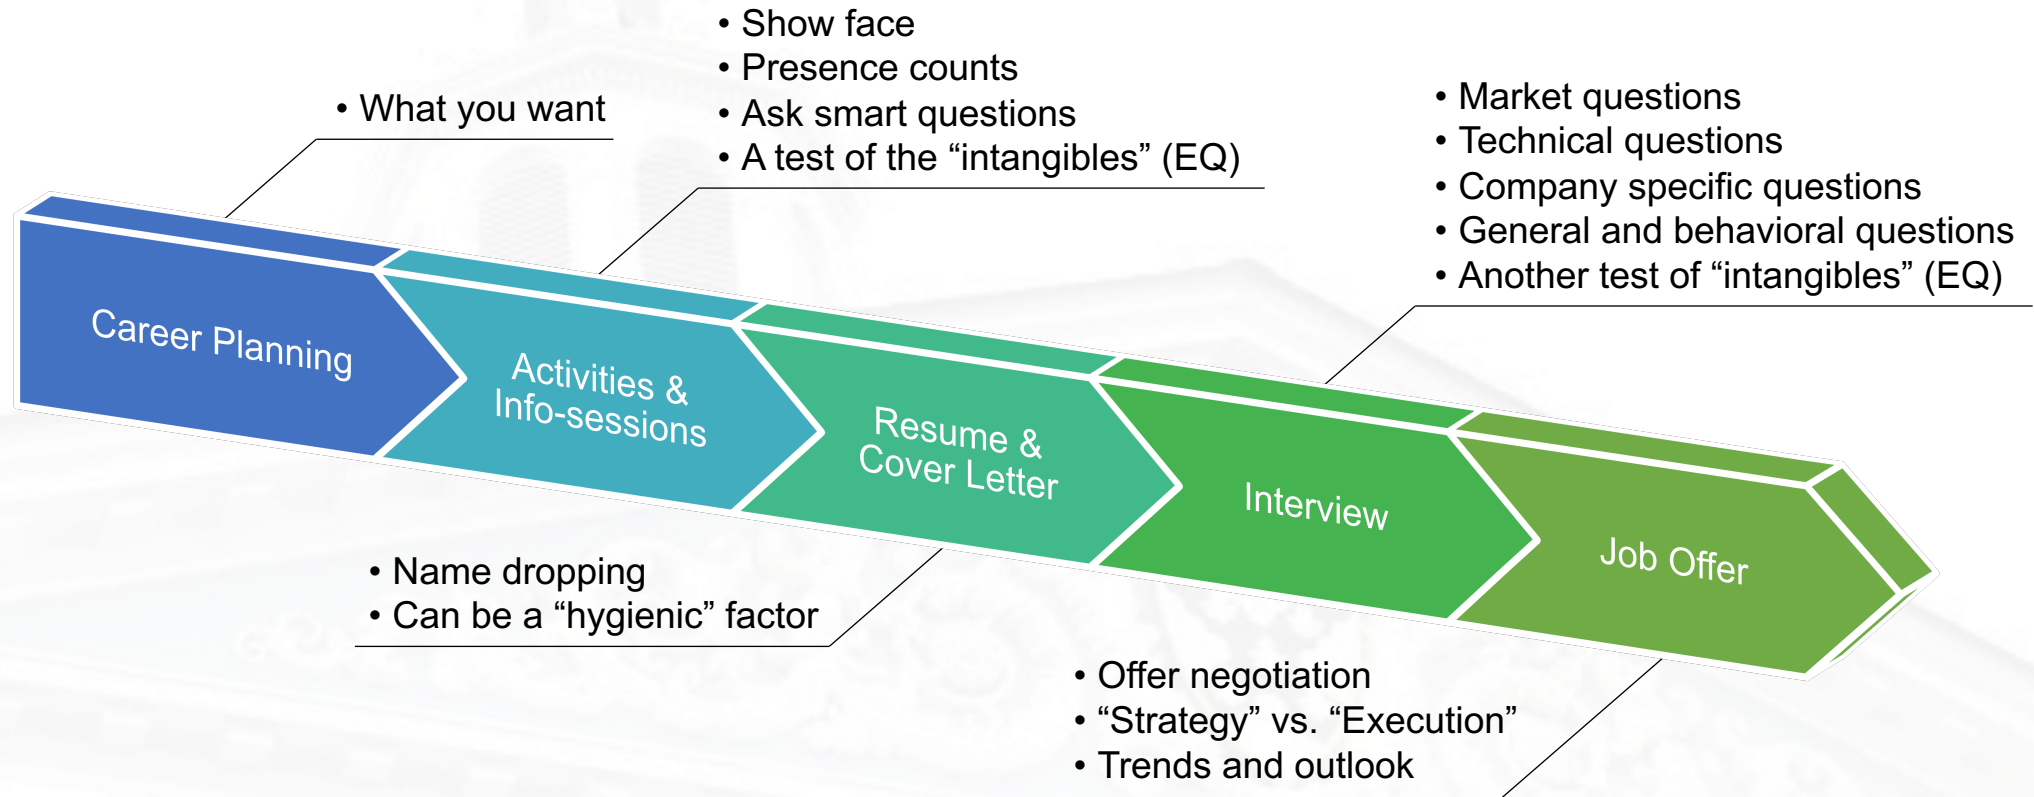 • What you want
• Show face
• Presence counts
• Ask smart questions
• A test of the “intangibles” (EQ)
• Market questions
• Technical questions
• Company specific questions
• General and behavioral questions
• Another test of “intangibles” (EQ)
Career Planning
Activities &
Info-sessions
Resume &
Cover Letter
Interview
Job Offer
• Name dropping
• Can be a “hygienic” factor
• Offer negotiation
• “Strategy” vs. “Execution”
• Trends and outlook